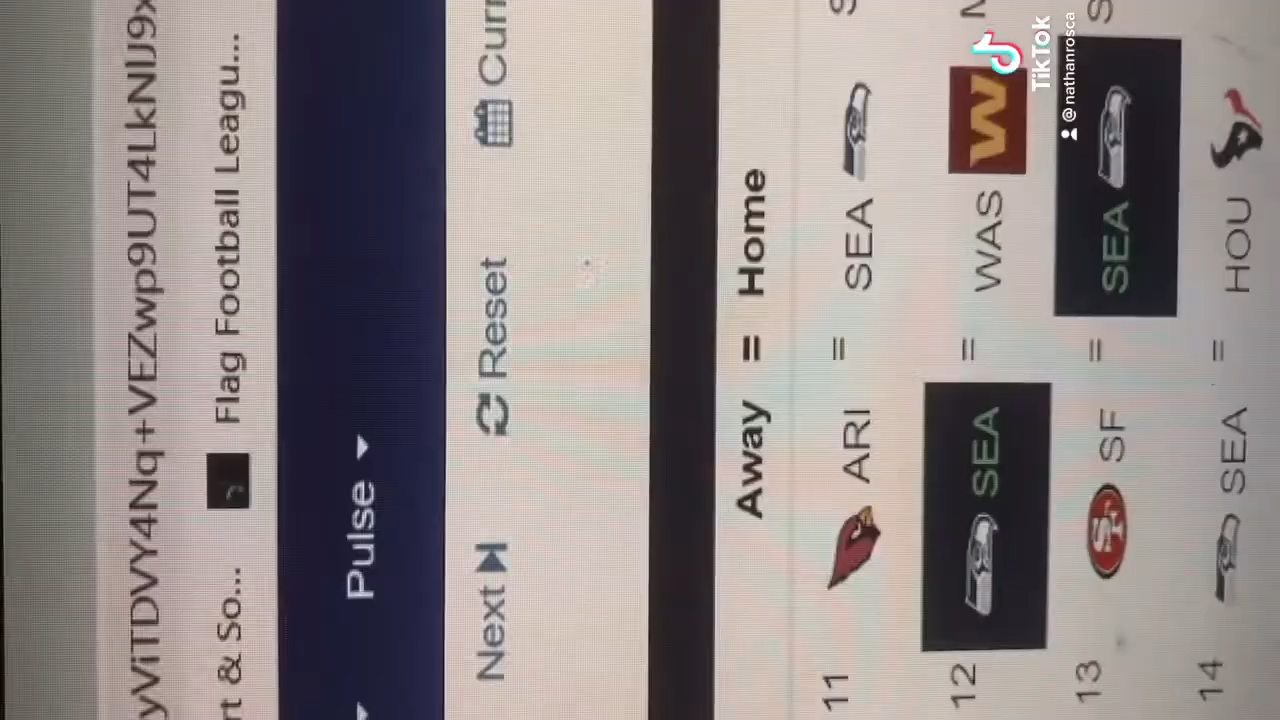 yViTDVY4Nq+VEZwp9UT4LkNIJ9
rt & So... Flag Football Leagu...
Pulse
Next Reset Curr
Away = Home
11 ARI = SEA S
12 SEA = WAS W
13 SF = SEA S
14 SEA = HOU
TikTok
@nathanrosca